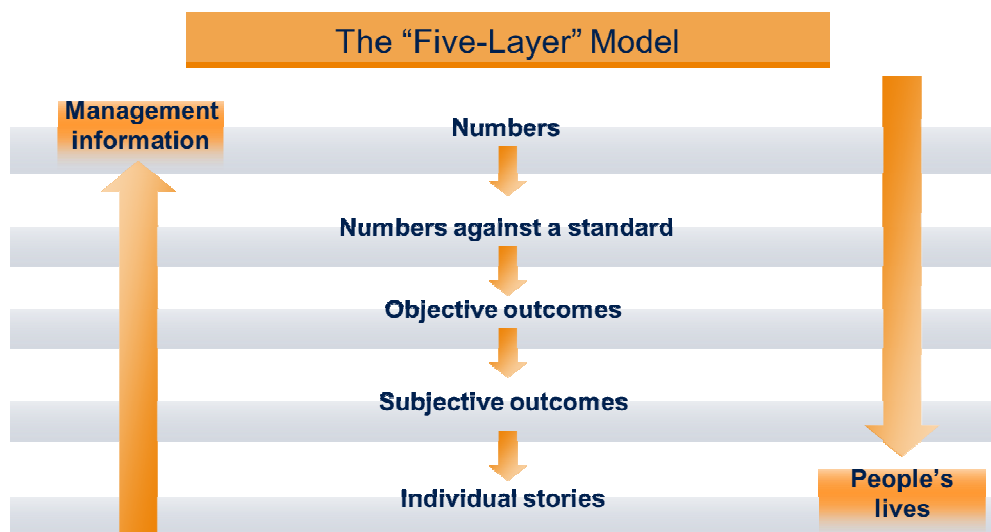 The “Five-Layer” Model
Management
information
Numbers
Numbers against a standard
Objective outcomes
Subjective outcomes
Individual stories
People’s
lives